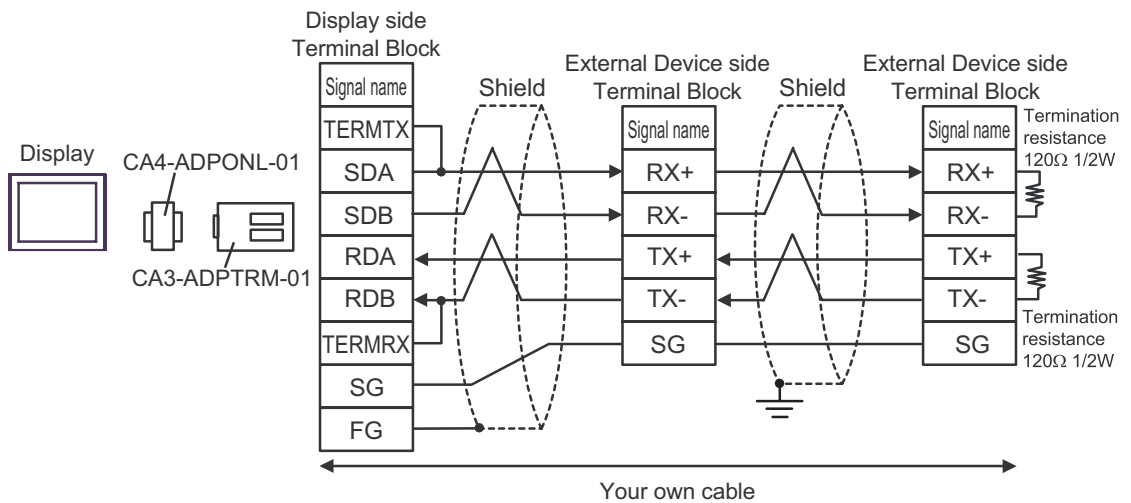 Display
CA4-ADPONL-01
CA3-ADPTRM-01
Display side
Terminal Block
Signal name
TERMTX
SDA
SDB
RDA
RDB
TERMRX
SG
FG
Shield
External Device side
Terminal Block
Signal name
RX+
RX-
TX+
TX-
SG
Shield
External Device side
Terminal Block
Signal name
RX+
RX-
TX+
TX-
SG
Termination
resistance
120Ω 1/2W
Termination
resistance
120Ω 1/2W
Your own cable